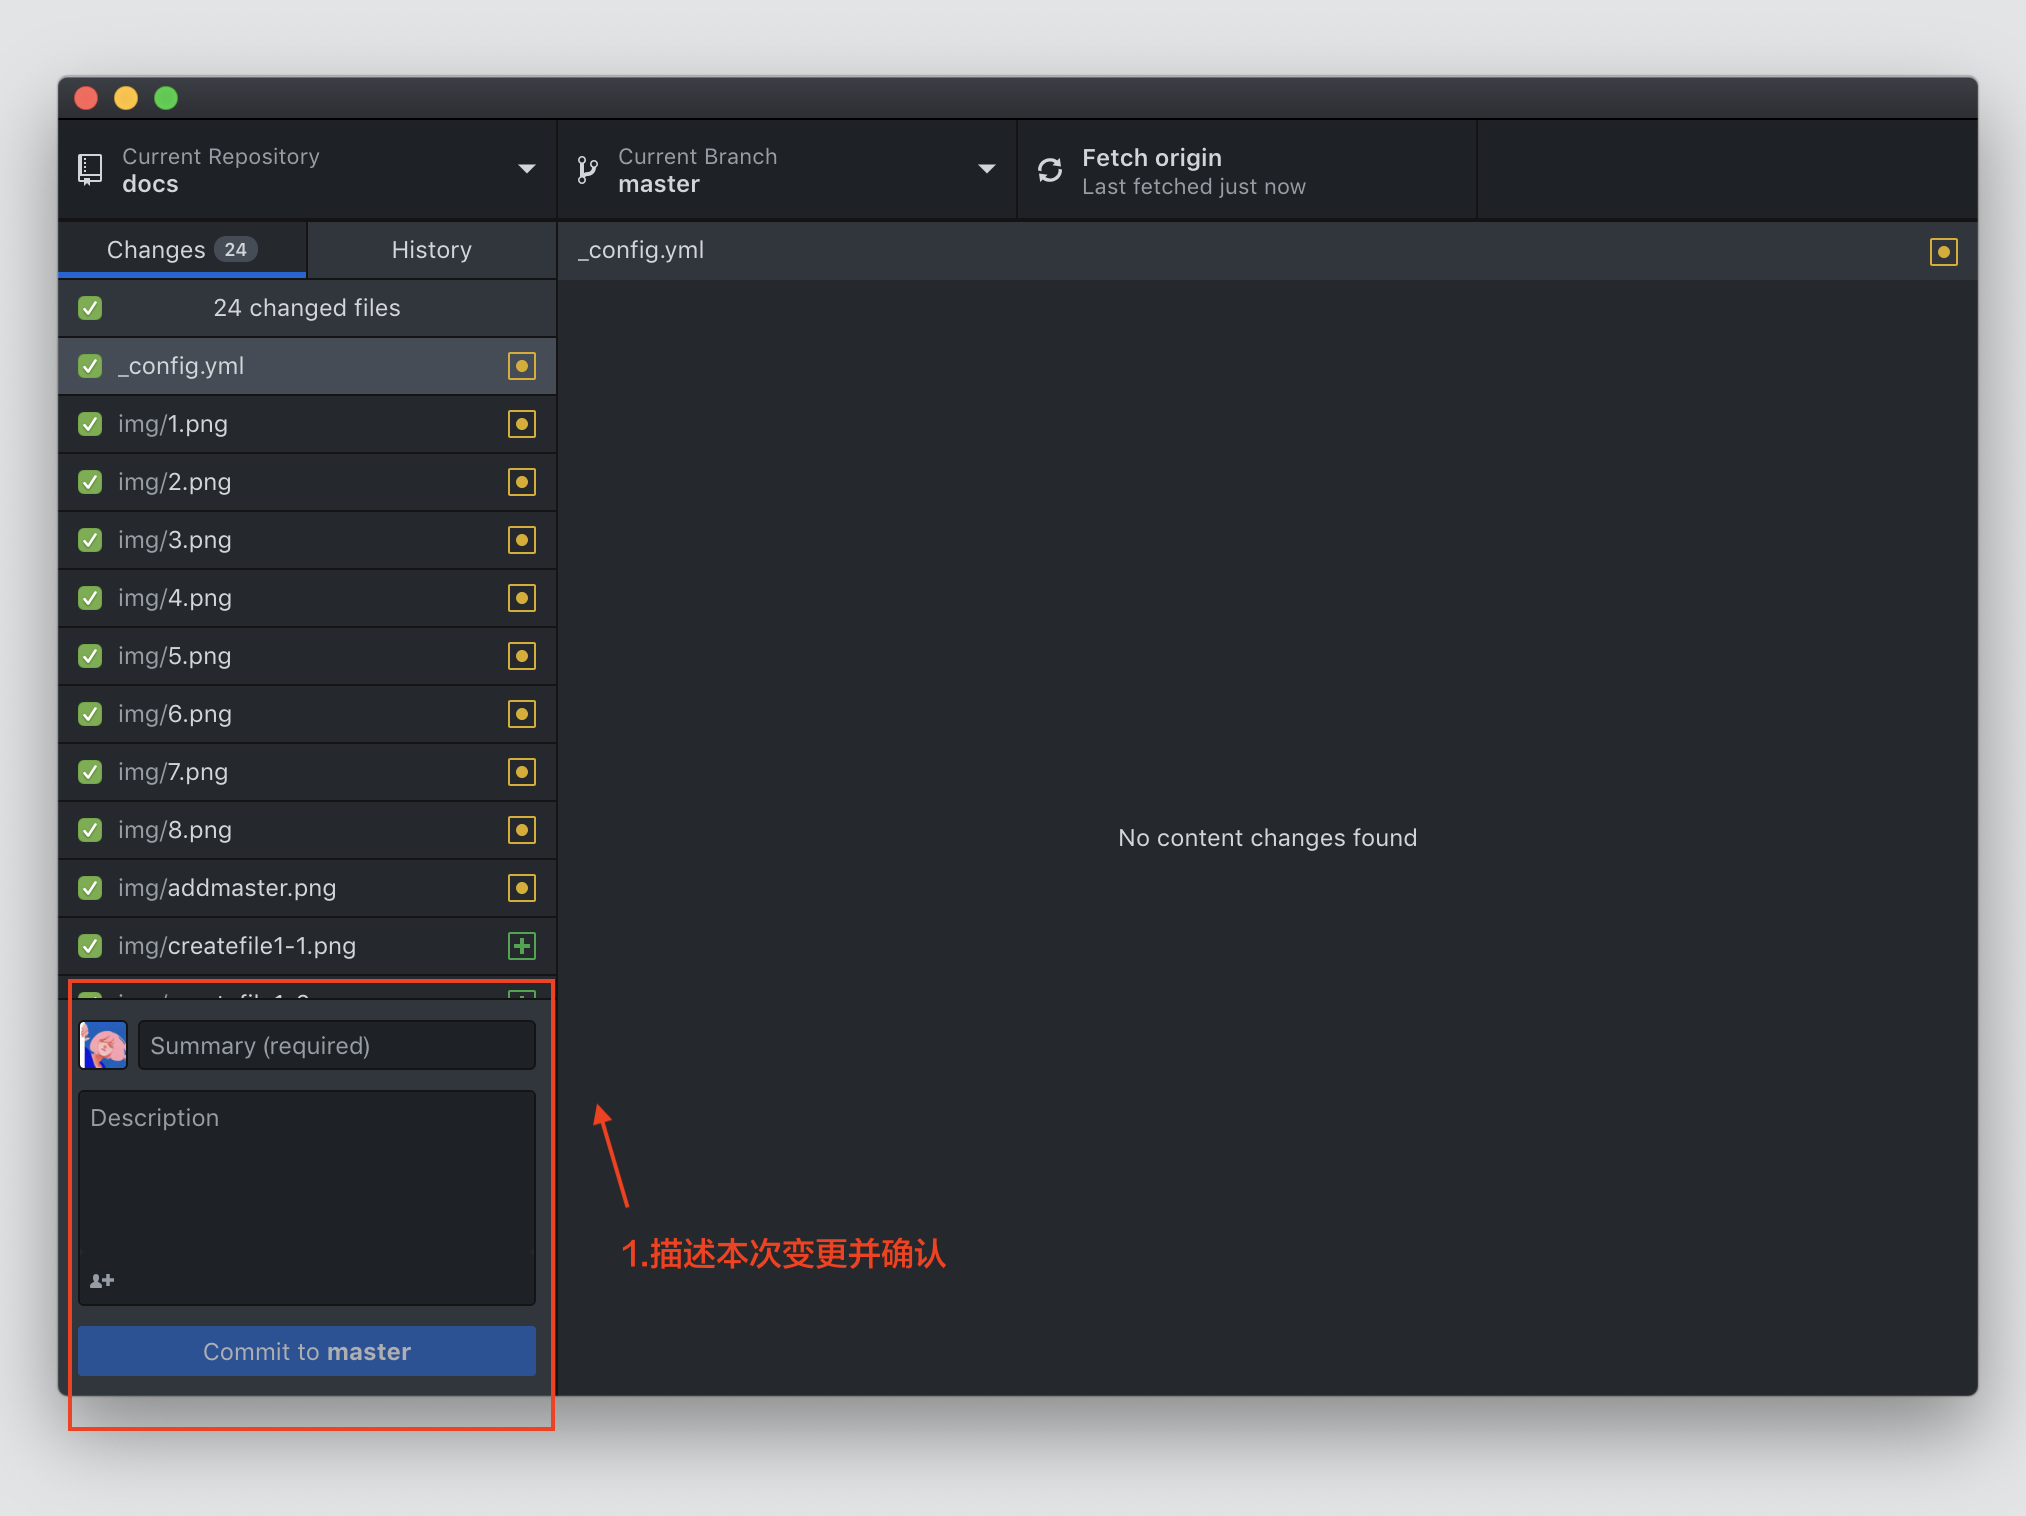 Current Repository
docs
Current Branch
master
Fetch origin
Last fetched just now
Changes 24
History
_config.yml
24 changed files
_config.yml
img/1.png
img/2.png
img/3.png
img/4.png
img/5.png
img/6.png
img/7.png
img/8.png
img/addmaster.png
img/createfile1-1.png
Summary (required)
Description
Commit to master
No content changes found
1.描述本次变更并确认